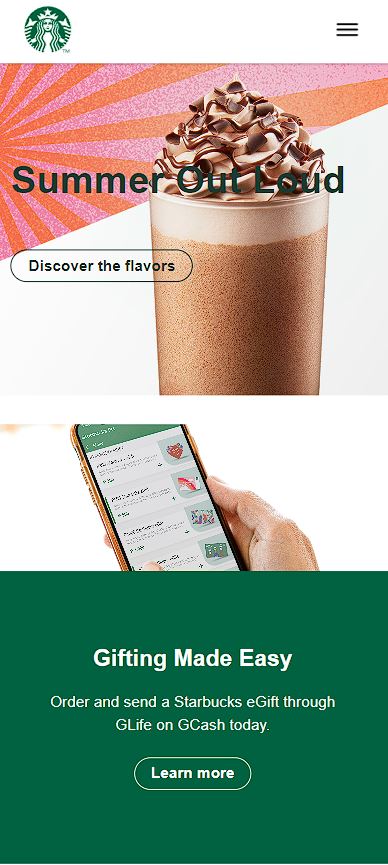 Summer Out Loud
Discover the flavors
Gifting Made Easy
Order and send a Starbucks eGift through
GLife on GCash today.
Learn more